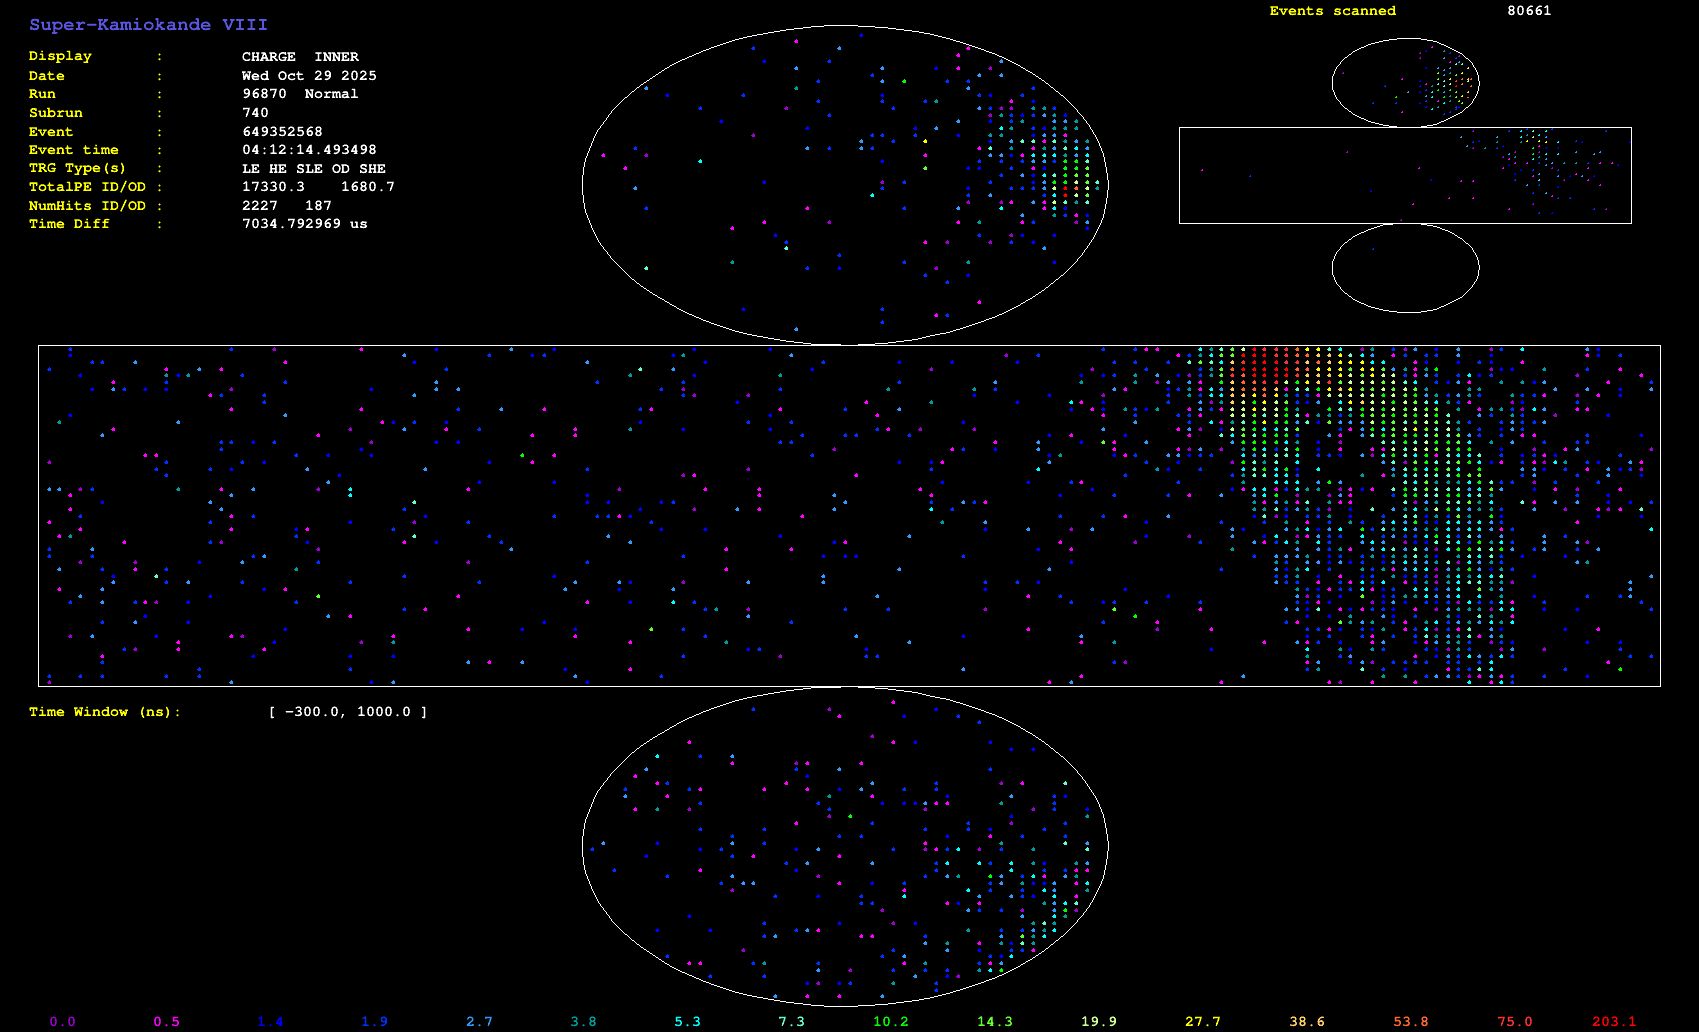 Super-Kamiokande VIII
Events scanned 80661
Display : CHARGE INNER
Date : Wed Oct 29 2025
Run : 96870 Normal
Subrun : 740
Event : 649352568
Event time : 04:12:14.493498
TRG Type(s) : LE HE SLE OD SHE
TotalPE ID/OD : 17330.3 1680.7
NumHits ID/OD : 2227 187
Time Diff : 7034.792969 us
Time Window (ns): [ -300.0, 1000.0 ]
0.0 0.5 1.4 1.9 2.7 3.8 5.3 7.3 10.2 14.3 19.9 27.7 38.6 53.8 75.0 203.1